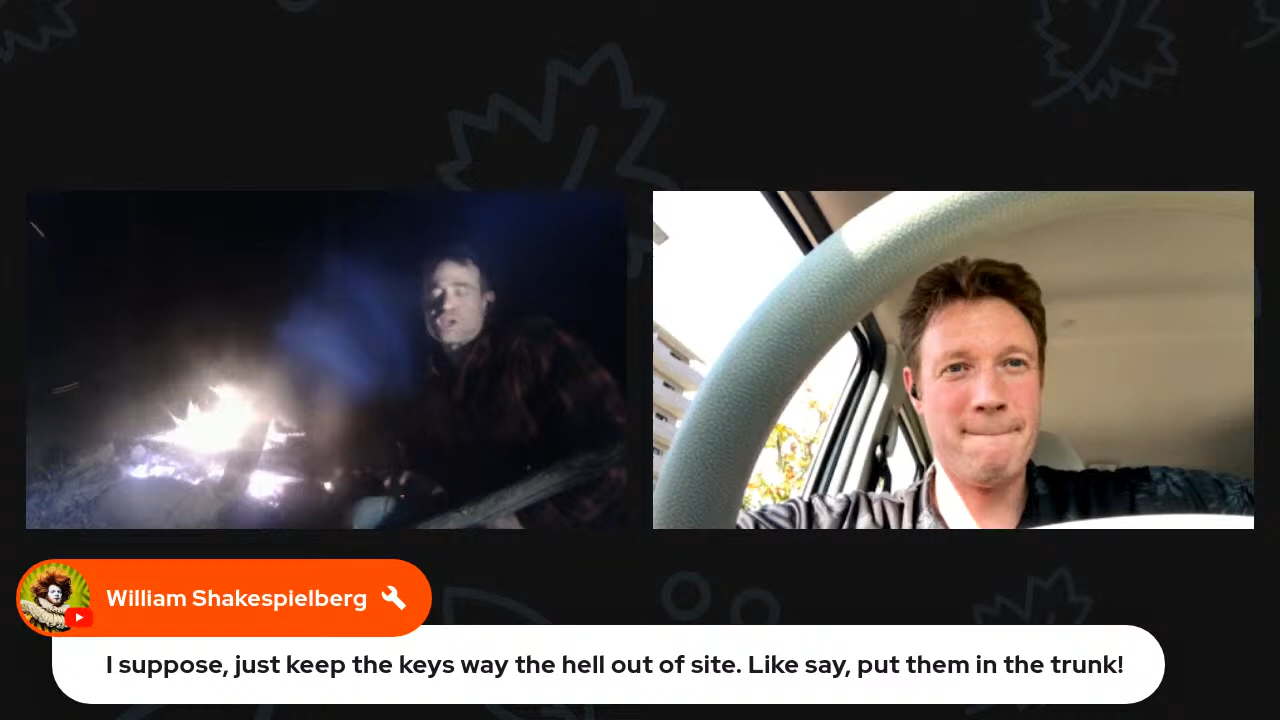 William Shakespielberg
I suppose, just keep the keys way the hell out of site. Like say, put them in the trunk!